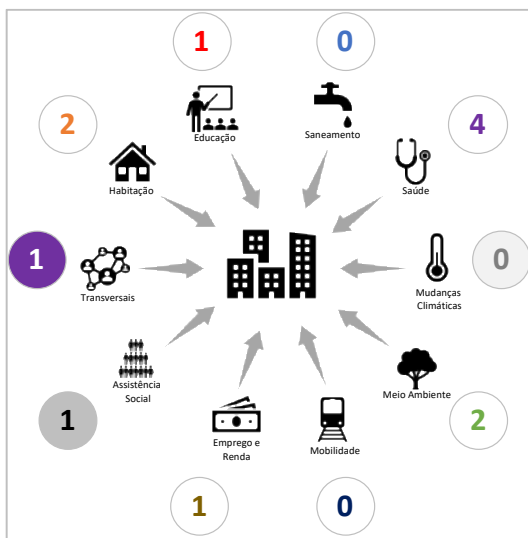 1
0
Educação
Saneamento
2
4
Habitação
Saúde
1
0
Transversais
Mudanças
Climáticas
Assistência
Social
Meio Ambiente
1
2
Emprego e
Renda
Mobilidade
1
0